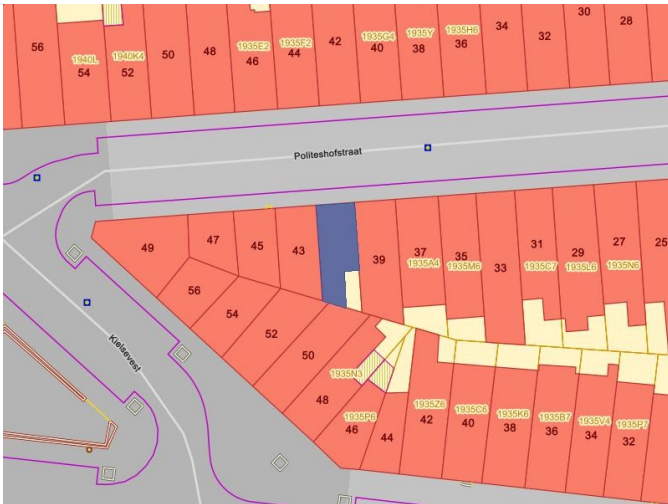 56
1940L
54
1940K4
52
50
48
1935E2
46
1935F2
44
42
1935G4
40
1935Y
38
1935H6
36
34
32
30
28
Politeshofstraat
49
47
45
43
39
37
1935A4
35
1935M6
33
31
1935C7
29
1935L6
27
1935N6
25
56
54
52
50
48
1935N3
1935P6
46
44
1935Z6
42
1935C6
40
1935K6
38
1935B7
36
1935V4
34
1935P7
32
Kielsevest